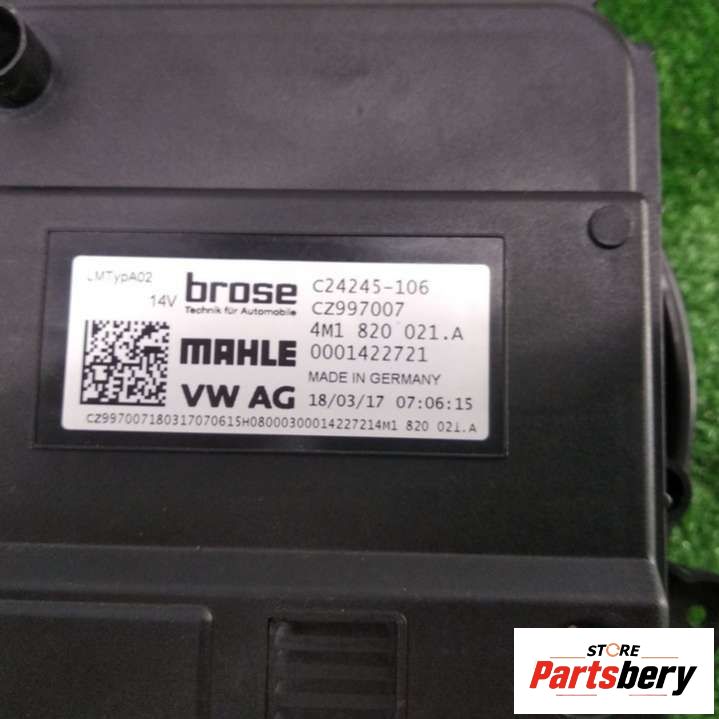 LMTypA02
14V
brose
Technik für Automobile
C24245-106
CZ997007
4M1 820 021.A
MAHLE
0001422721
MADE IN GERMANY
VW AG
18/03/17 07:06:15
CZ997007180317070615H08000300014227214M1 820 021.A
STORE
Partsbery